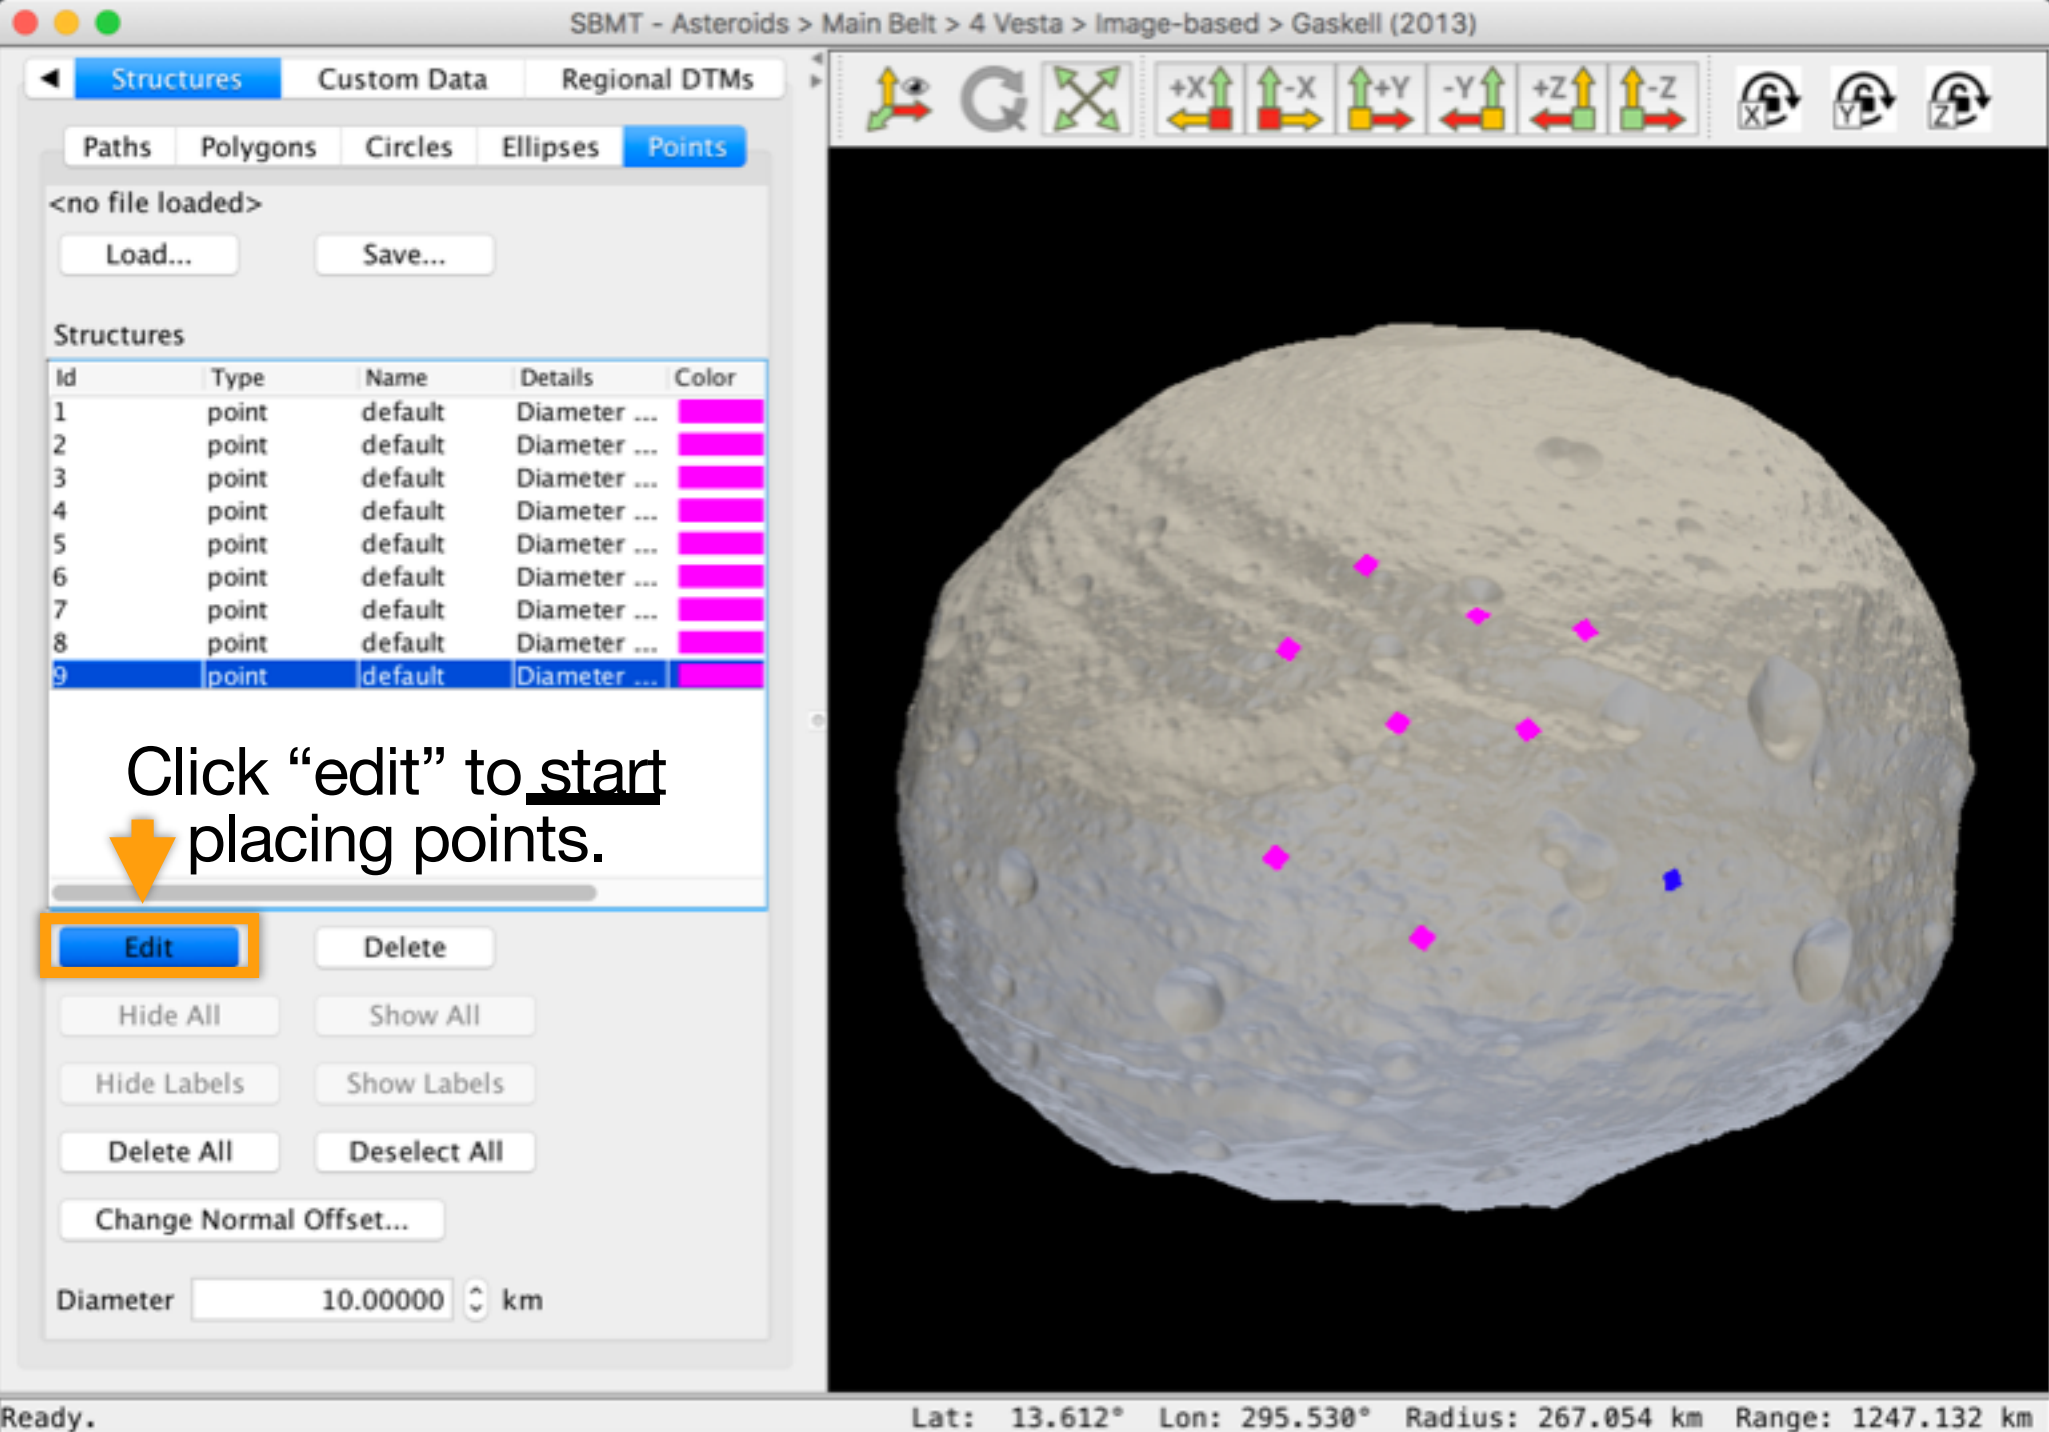 SBMT - Asteroids > Main Belt > 4 Vesta > Image-based > Gaskell (2013)
Structures Custom Data Regional DTMs
+X -X +Y -Y +Z -Z X Y Z
Paths Polygons Circles Ellipses Points
<no file loaded>
Load... Save...
Structures
Id Type Name Details Color
1 point default Diameter ...
2 point default Diameter ...
3 point default Diameter ...
4 point default Diameter ...
5 point default Diameter ...
6 point default Diameter ...
7 point default Diameter ...
8 point default Diameter ...
9 point default Diameter ...
Click “edit” to start
placing points.
Edit Delete
Hide All Show All
Hide Labels Show Labels
Delete All Deselect All
Change Normal Offset...
Diameter 10.00000 km
Ready. Lat: 13.612° Lon: 295.530° Radius: 267.054 km Range: 1247.132 km